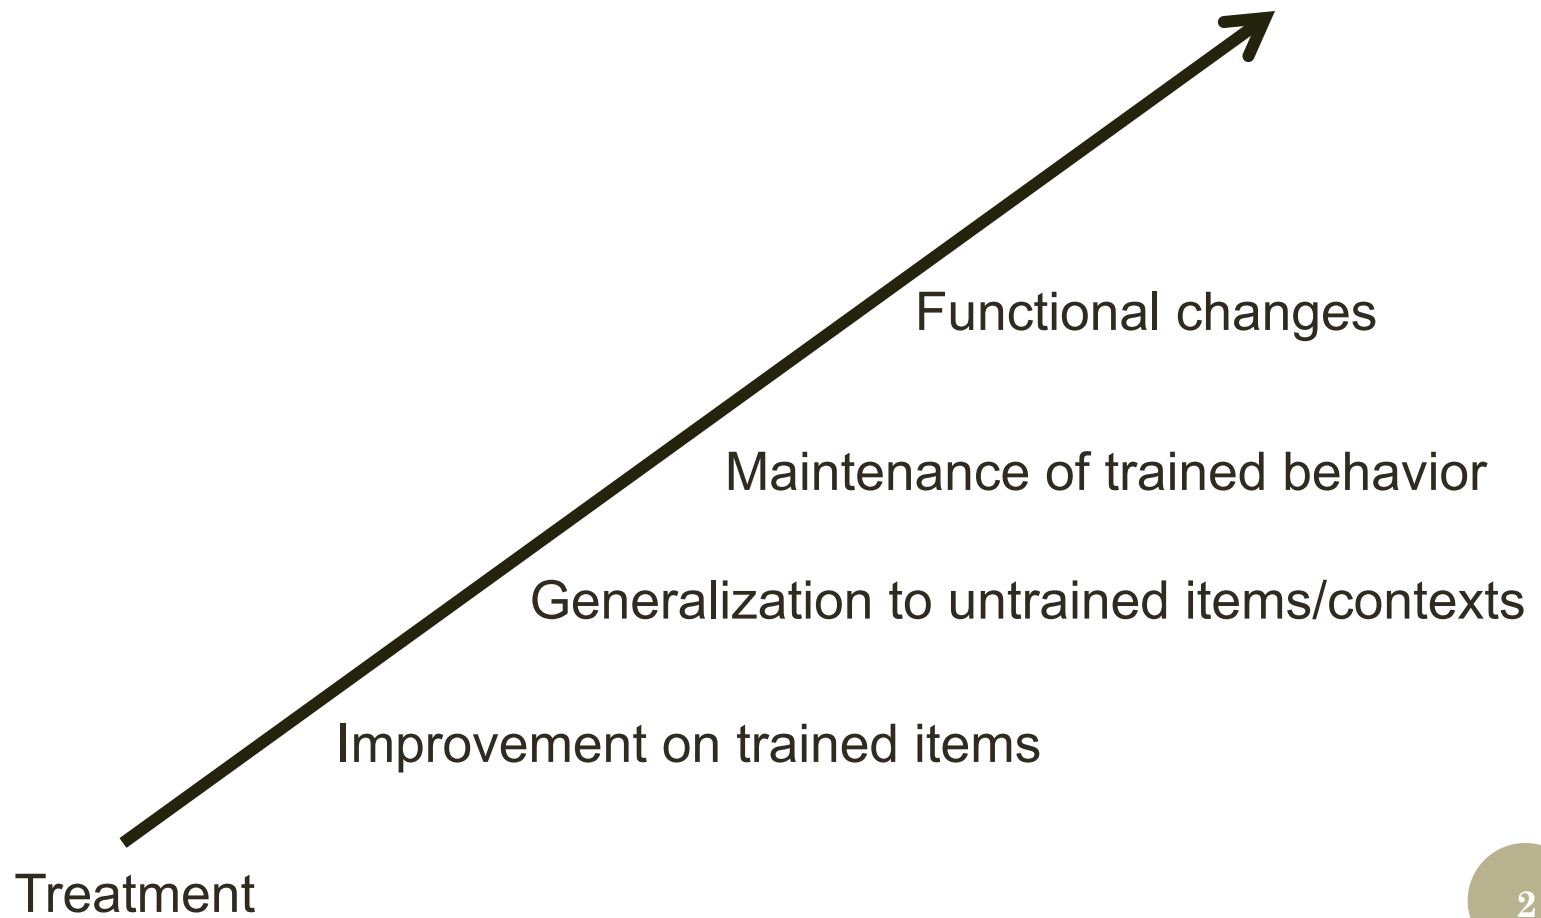 Functional changes
Maintenance of trained behavior
Generalization to untrained items/contexts
Improvement on trained items
Treatment
2